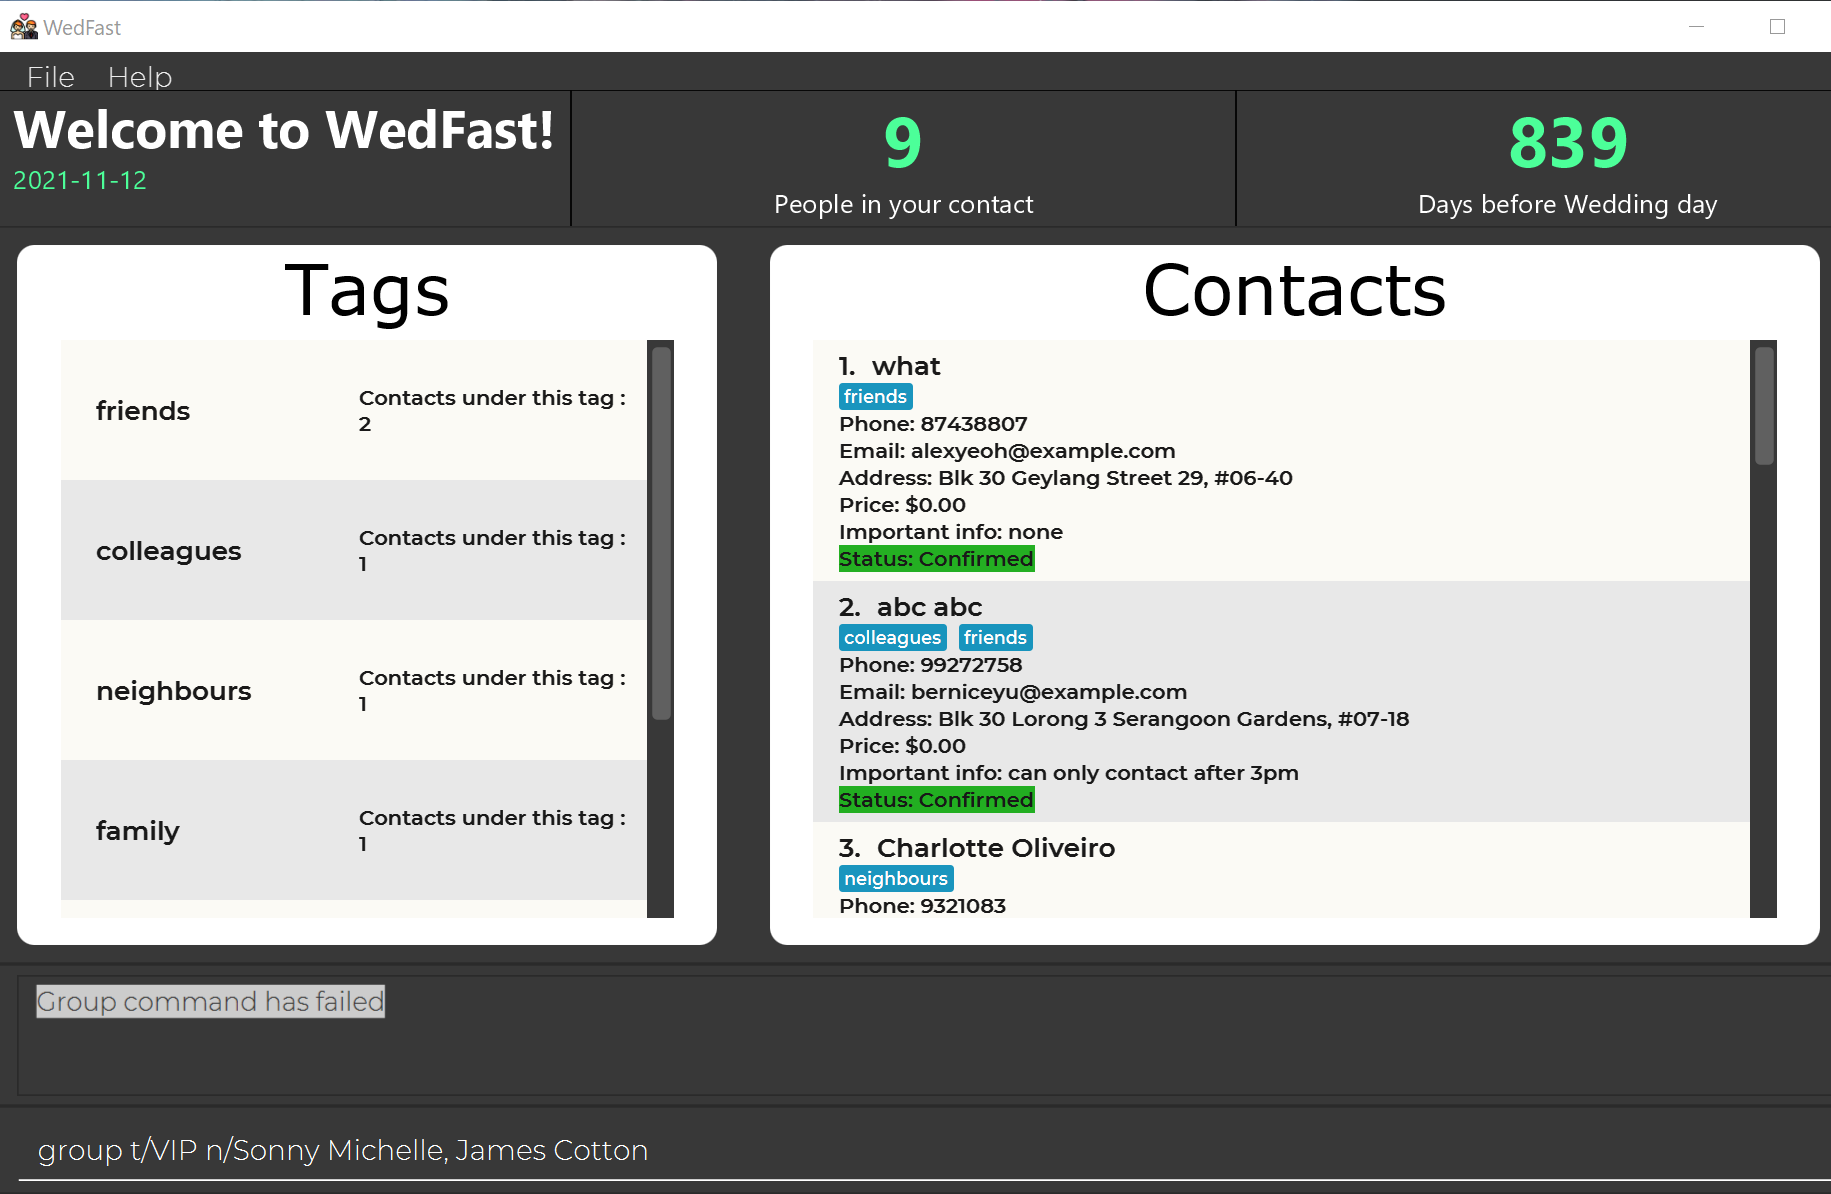 WedFast
File Help
Welcome to WedFast!
2021-11-12
9
People in your contact
839
Days before Wedding day
Tags
friends
Contacts under this tag :
2
colleagues
Contacts under this tag :
1
neighbours
Contacts under this tag :
1
family
Contacts under this tag :
1
Contacts
1. what
friends
Phone: 87438807
Email: alexyeoh@example.com
Address: Blk 30 Geylang Street 29, #06-40
Price: $0.00
Important info: none
Status: Confirmed
2. abc abc
colleagues friends
Phone: 99272758
Email: berniceyu@example.com
Address: Blk 30 Lorong 3 Serangoon Gardens, #07-18
Price: $0.00
Important info: can only contact after 3pm
Status: Confirmed
3. Charlotte Oliveiro
neighbours
Phone: 9321083
Group command has failed
group t/VIP n/Sonny Michelle, James Cotton